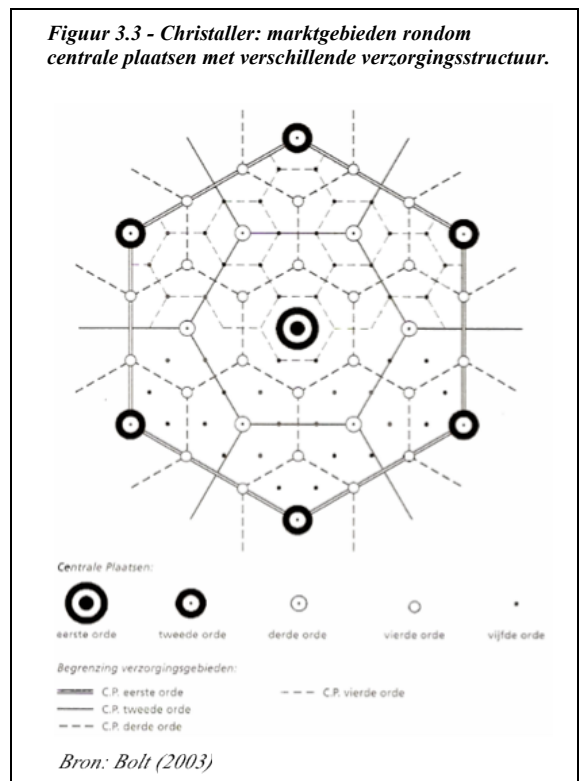 Figuur 3.3 - Christaller: marktgebieden rondom
centrale plaatsen met verschillende verzorgingsstructuur.
Centrale Plaatsen:
eerste orde tweede orde derde orde vierde orde vijfde orde
Begrenzing verzorgingsgebieden:
C.P. eerste orde C.P. vierde orde
C.P. tweede orde
C.P. derde orde
Bron: Bolt (2003)